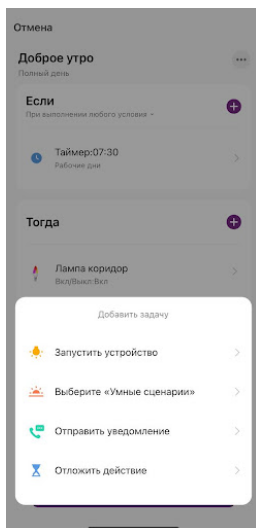 Отмена
Доброе утро
Полный день
Если
При выполнении любого условия
Таймер:07:30
Рабочие дни
Тогда
Лампа коридор
Вкл/Выкл:Вкл
Добавить задачу
Запустить устройство
Выберите «Умные сценарии»
Отправить уведомление
Отложить действие